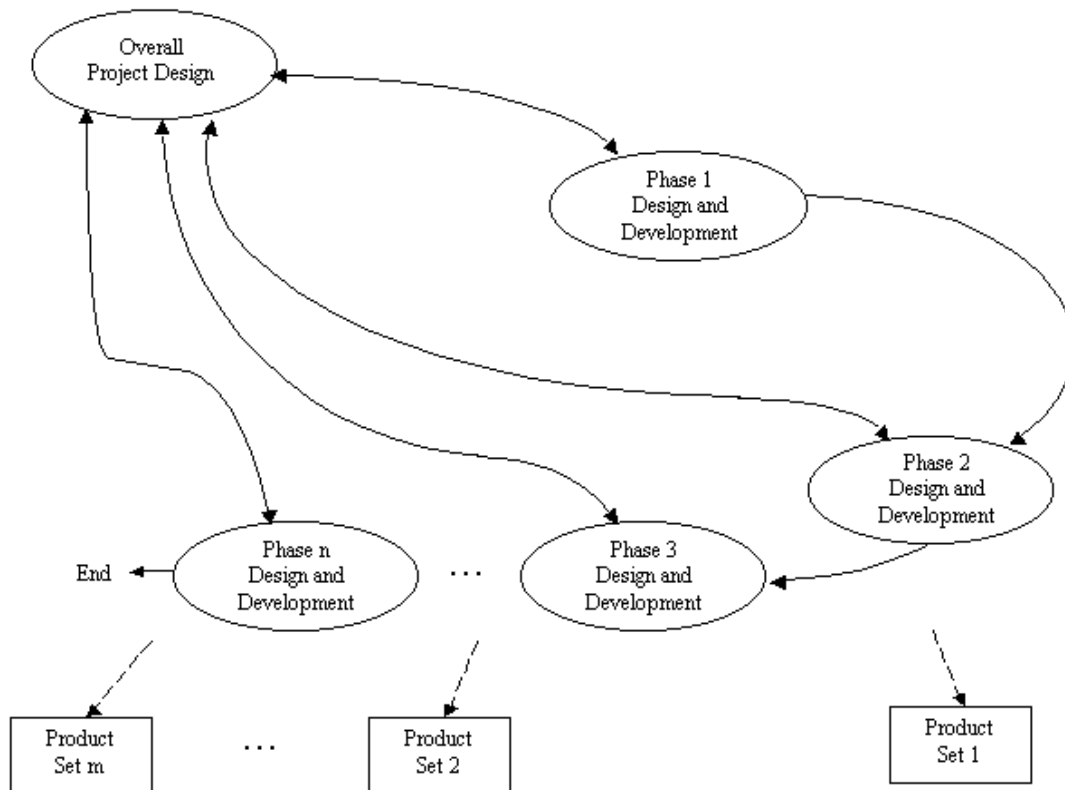 Overall
Project Design
Phase 1
Design and
Development
Phase 2
Design and
Development
End
Phase n
Design and
Development
...
Phase 3
Design and
Development
Product
Set m
...
Product
Set 2
Product
Set 1